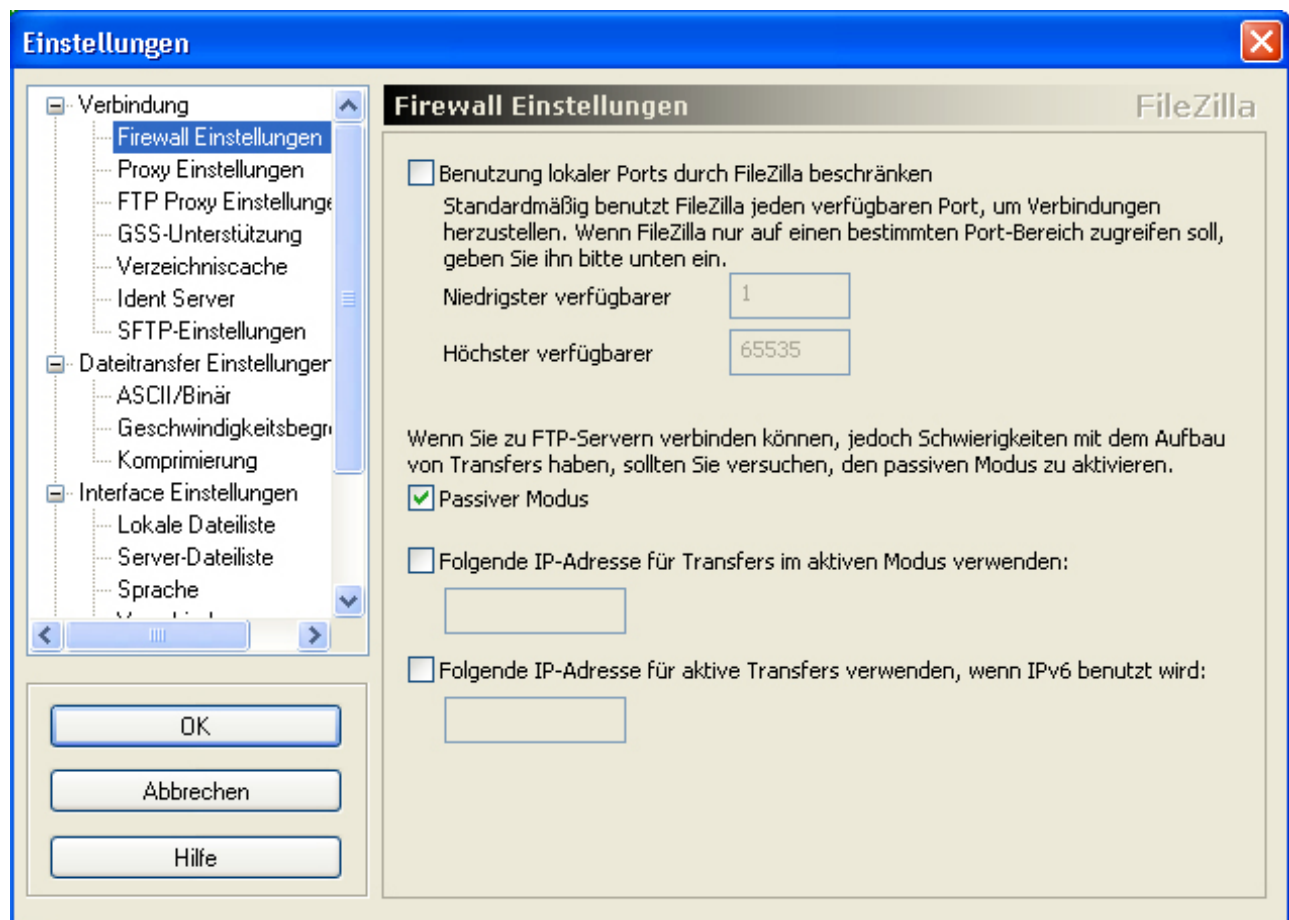 Einstellungen
Verbindung
Firewall Einstellungen
Proxy Einstellungen
FTP Proxy Einstellunge
GSS-Unterstützung
Verzeichniscache
Ident Server
SFTP-Einstellungen
Dateitransfer Einstellungen
ASCII/Binär
Geschwindigkeitsbegr
Komprimierung
Interface Einstellungen
Lokale Dateiliste
Server-Dateiliste
Sprache
OK
Abbrechen
Hilfe
Firewall Einstellungen
FileZilla
Benutzung lokaler Ports durch FileZilla beschränken
Standardmäßig benutzt FileZilla jeden verfügbaren Port, um Verbindungen
herzustellen. Wenn FileZilla nur auf einen bestimmten Port-Bereich zugreifen soll,
geben Sie ihn bitte unten ein.
Niedrigster verfügbarer
1
Höchster verfügbarer
65535
Wenn Sie zu FTP-Servern verbinden können, jedoch Schwierigkeiten mit dem Aufbau
von Transfers haben, sollten Sie versuchen, den passiven Modus zu aktivieren.
Passiver Modus
Folgende IP-Adresse für Transfers im aktiven Modus verwenden:
Folgende IP-Adresse für aktive Transfers verwenden, wenn IPv6 benutzt wird: